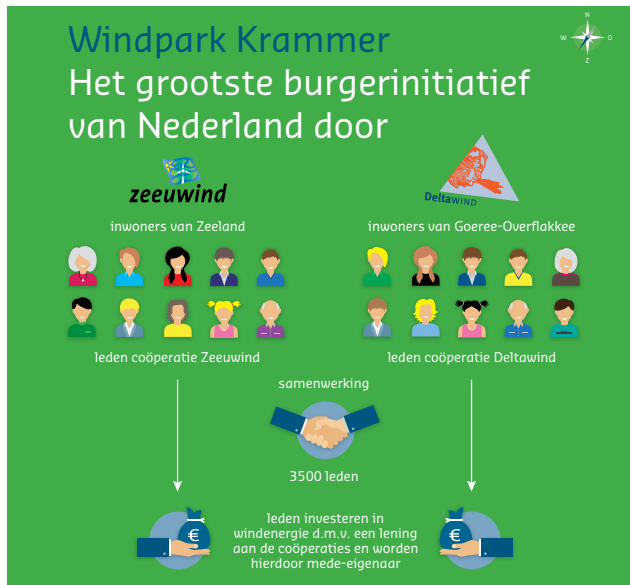 N
W O
Z
Windpark Krammer
Het grootste burgerinitiatief
van Nederland door
zeeuwind
DeltaWIND
inwoners van Zeeland
inwoners van Goeree-Overflakkee
leden coöperatie Zeeuwind
leden coöperatie Deltawind
samenwerking
3500 leden
leden investeren in
windenergie d.m.v. een lening
aan de coöperaties en worden
hierdoor mede-eigenaar
€
€